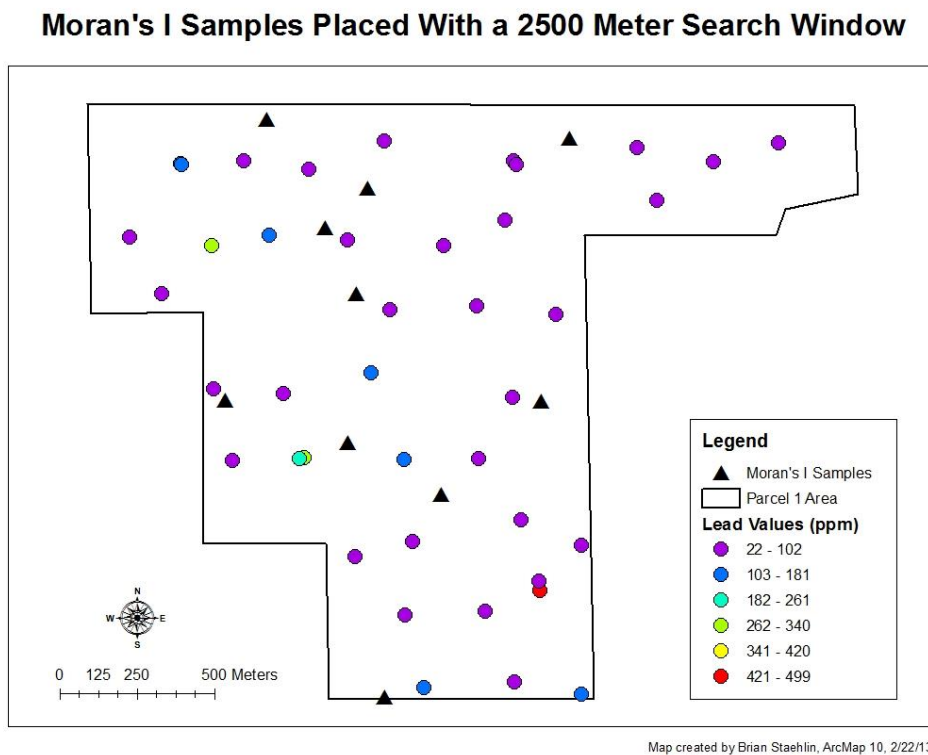 Moran's I Samples Placed With a 2500 Meter Search Window
Legend
Moran's I Samples
Parcel 1 Area
Lead Values (ppm)
22 - 102
103 - 181
182 - 261
262 - 340
341 - 420
421 - 499
N
W E
S
0 125 250 500 Meters
Map created by Brian Staehlin, ArcMap 10, 2/22/13